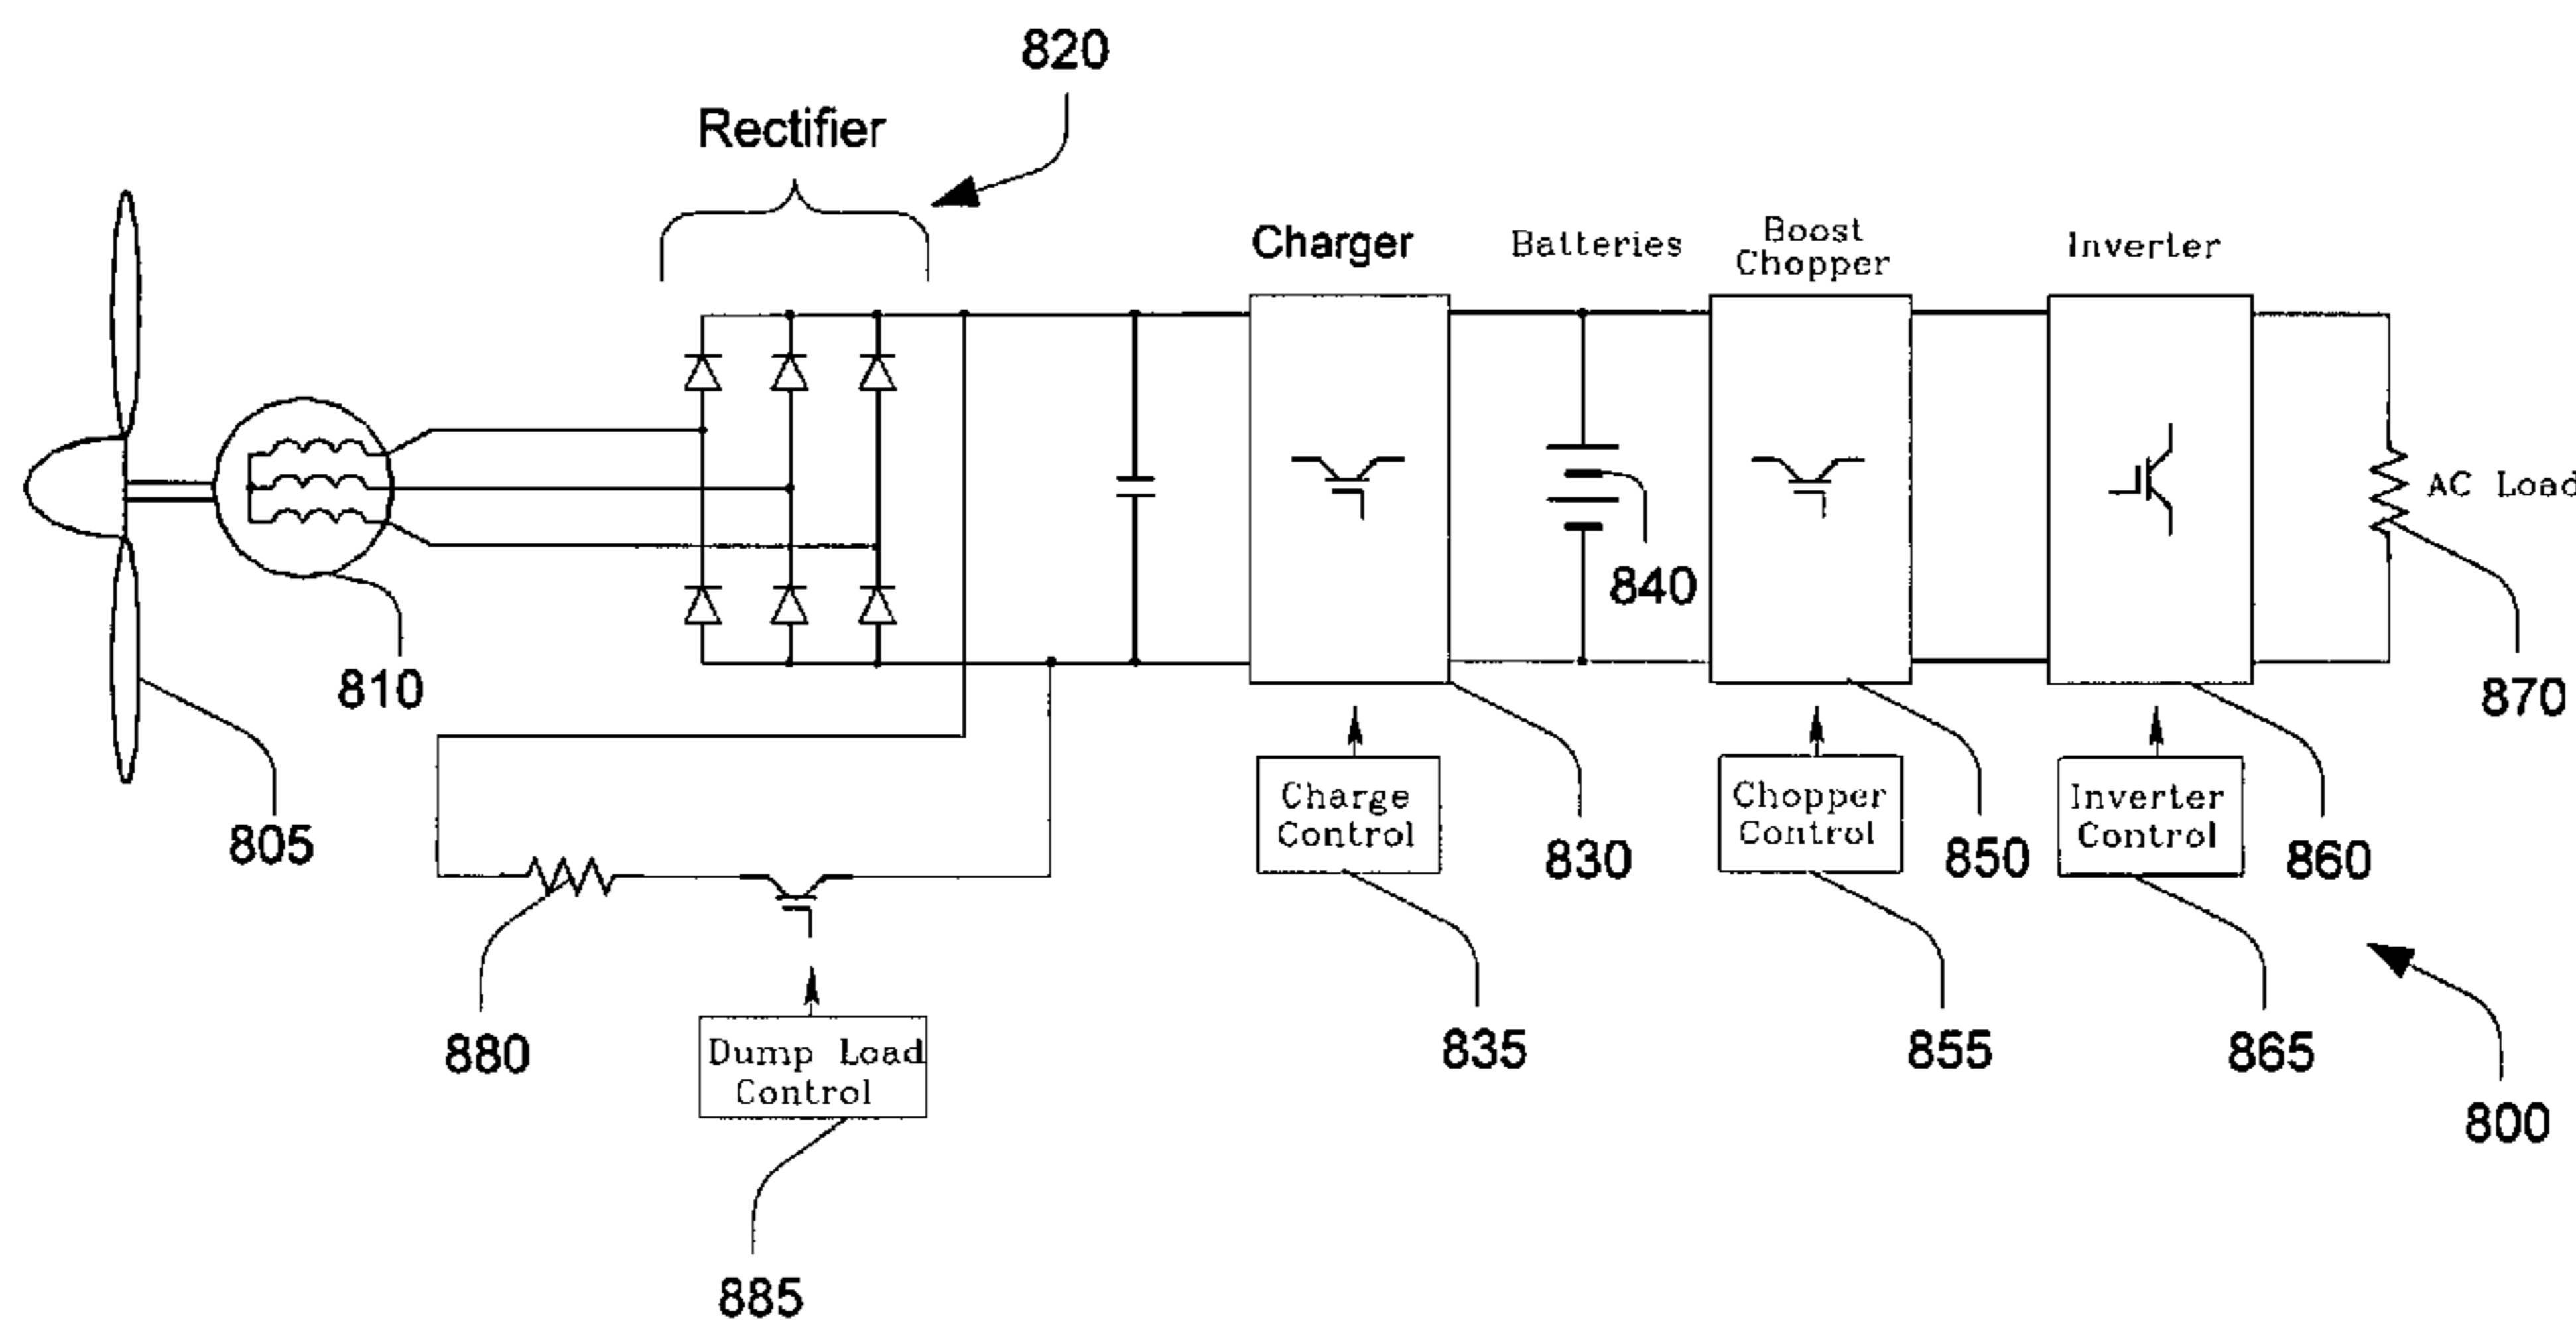 820
Rectifier
Charger
Batteries
Boost
Chopper
Inverter
AC Load
840
810
870
805
Charge
Control
830
Chopper
Control
850
Inverter
Control
860
880
Dump Load
Control
835
855
865
800
885